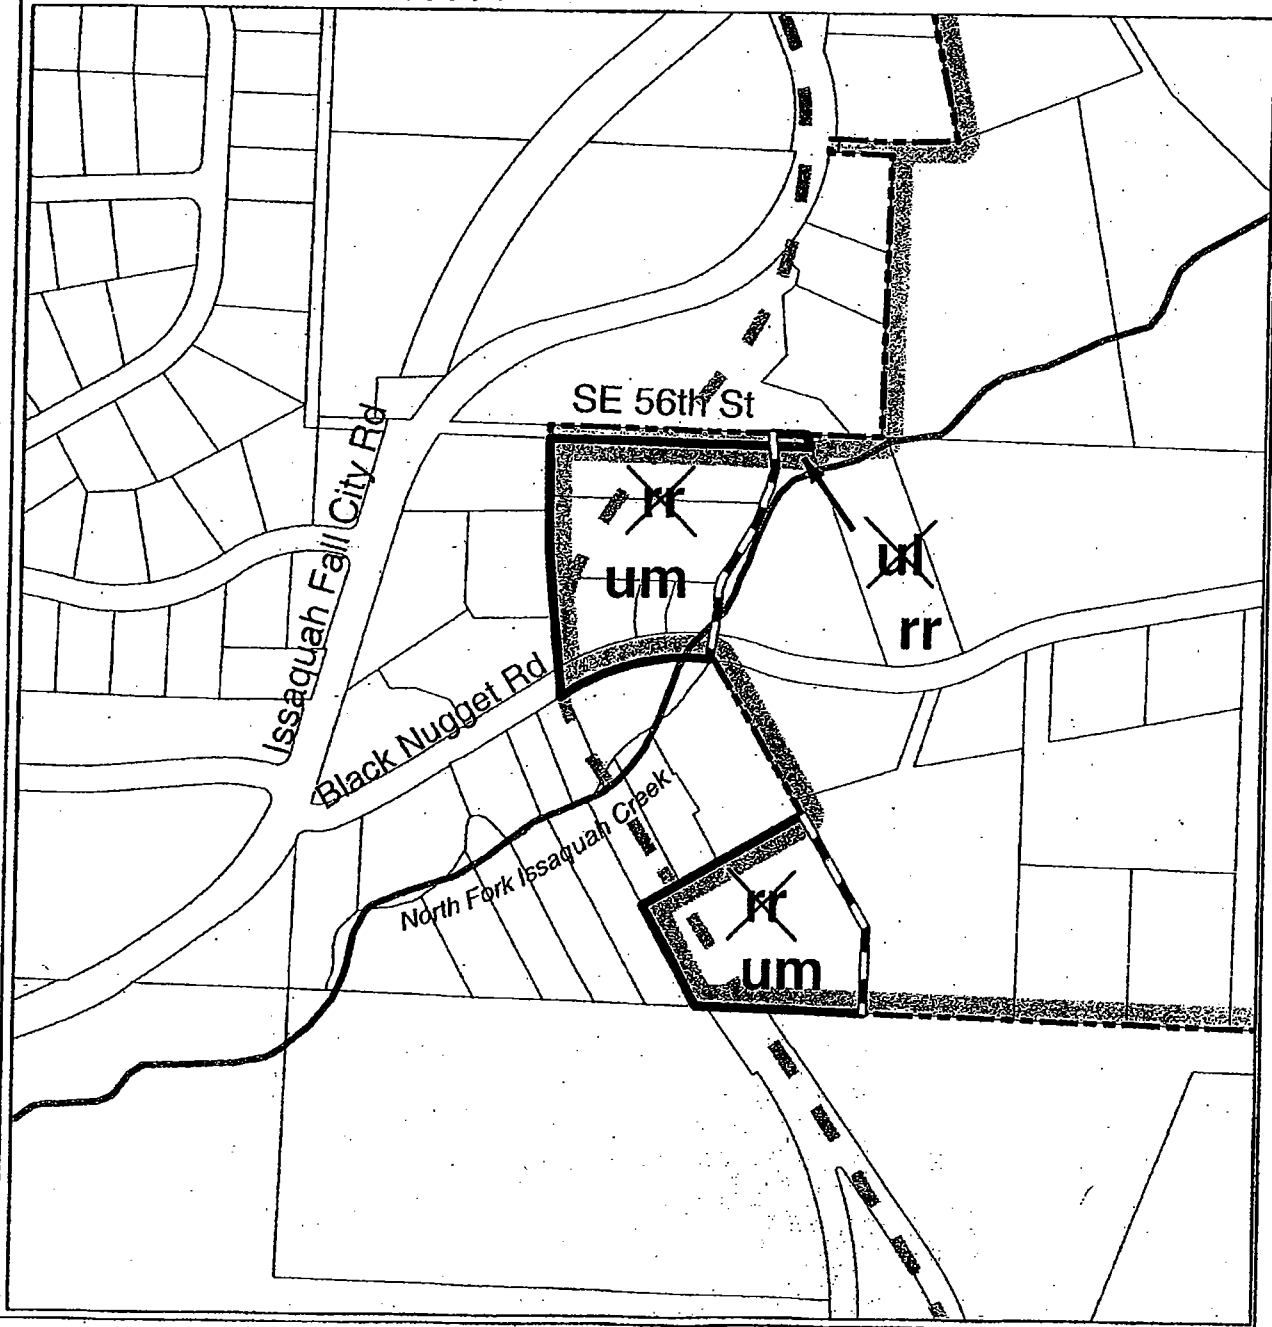 SE 56th St
Issaquah Fall City Rd
rr
um
ul
rr
Black Nugget Rd
North Fork Issaquah Creek
rr
um